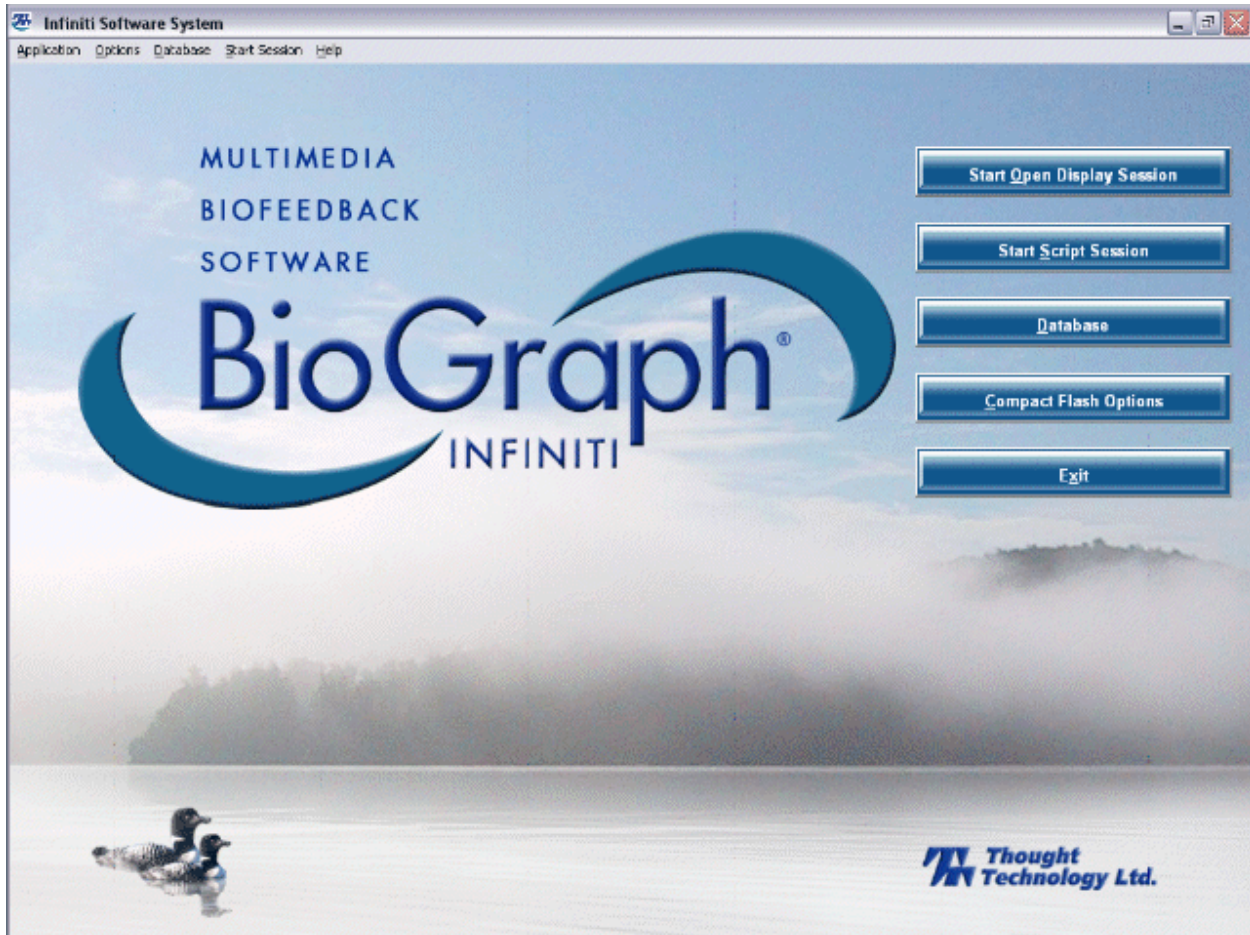 Infiniti Software System
Application Options Database Start Session Help
MULTIMEDIA
BIOFEEDBACK
SOFTWARE
BioGraph®
INFINITI
Start Open Display Session
Start Script Session
Database
Compact Flash Options
Exit
Thought
Technology Ltd.